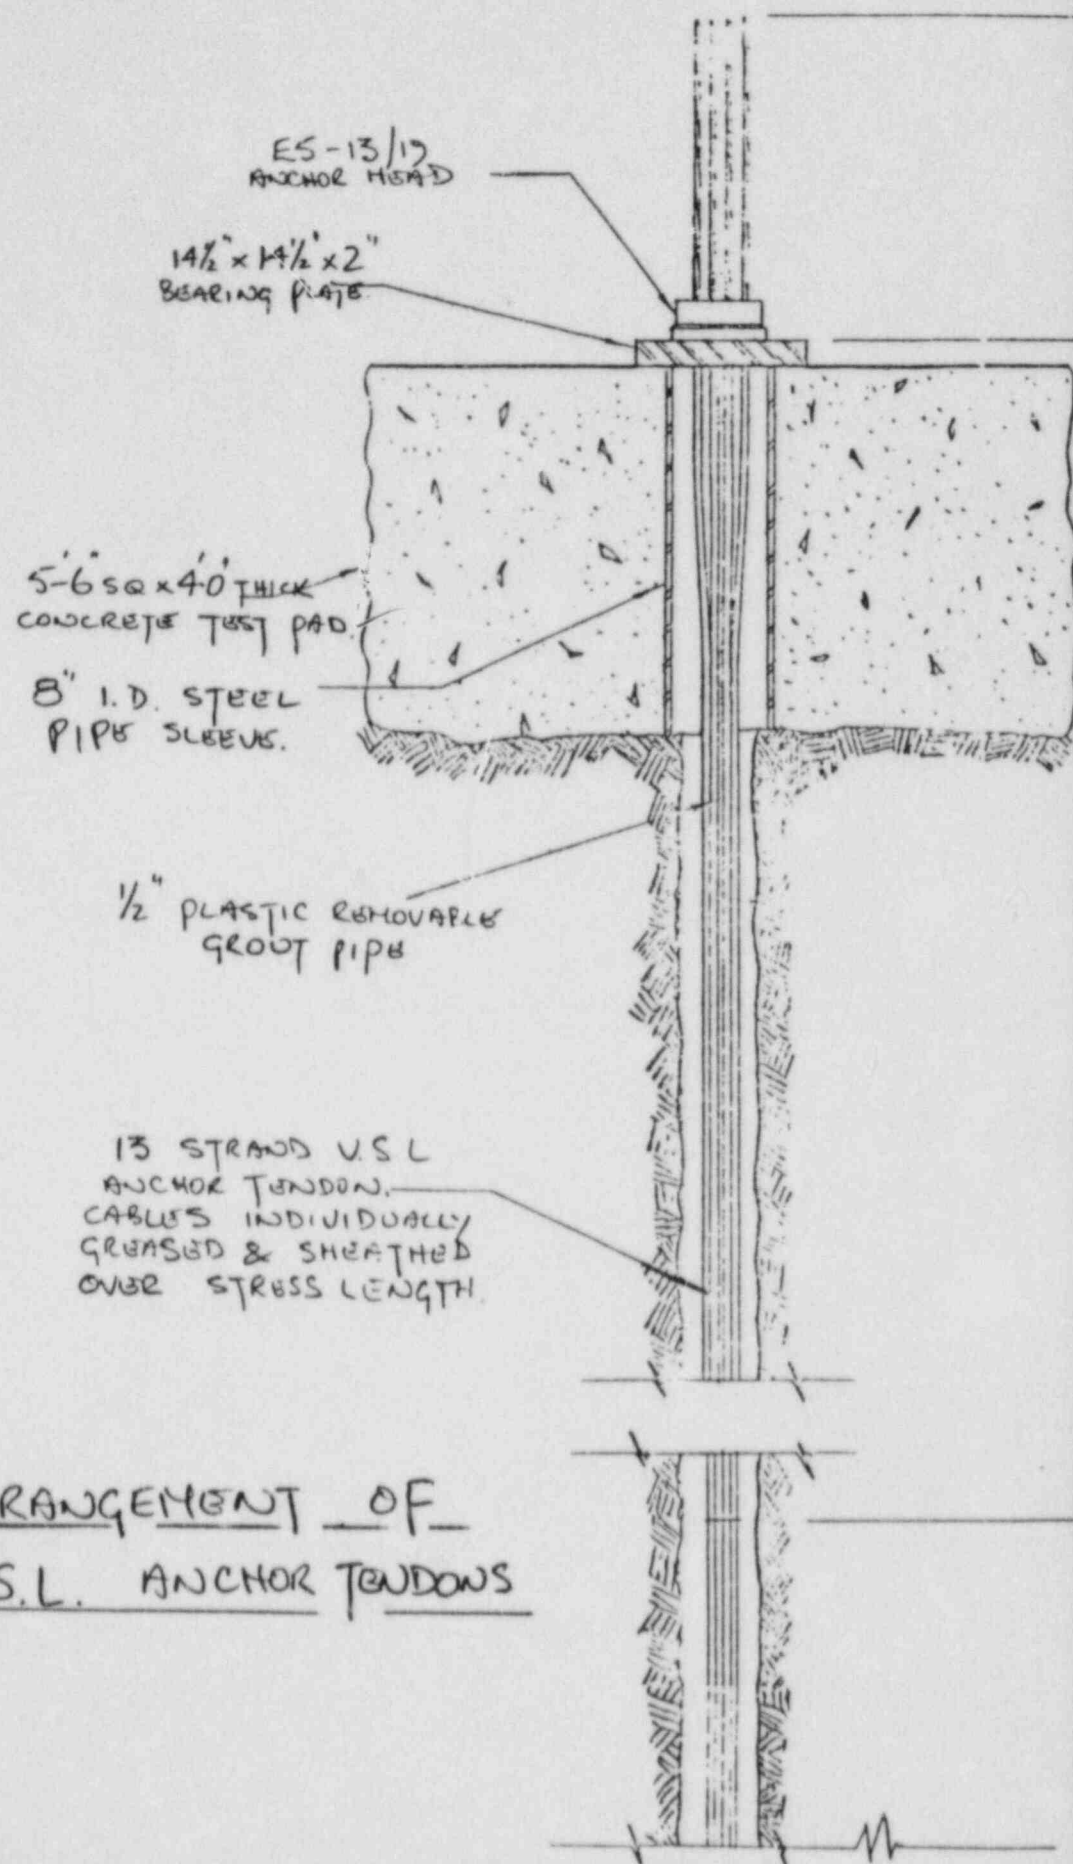 E5-13/19
ANCHOR HEAD
14½" x 14½" x 2"
BEARING PLATE
5'-6" SQ x 4'0" THICK
CONCRETE TEST PAD.
8" I.D. STEEL
PIPE SLEEVE.
½" PLASTIC REMOVABLE
GROUT PIPE
13 STRAND V.S.L
ANCHOR TENDON.
CABLES INDIVIDUALLY
GREASED & SHEATHED
OVER STRESS LENGTH.
RANGEMENT OF
S.L. ANCHOR TENDONS